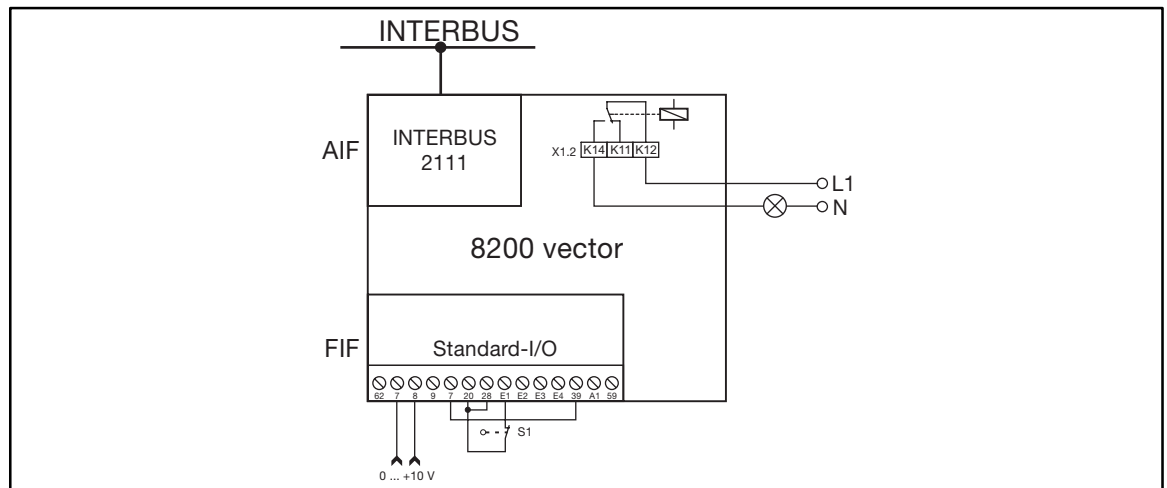 INTERBUS
AIF
INTERBUS
2111
X1.2 K14 K11 K12
L1
N
8200 vector
FIF
Standard-I/O
62 7 8 9 7 20 28 E1 E2 E3 E4 39 A1 59
S1
0 ... +10 V